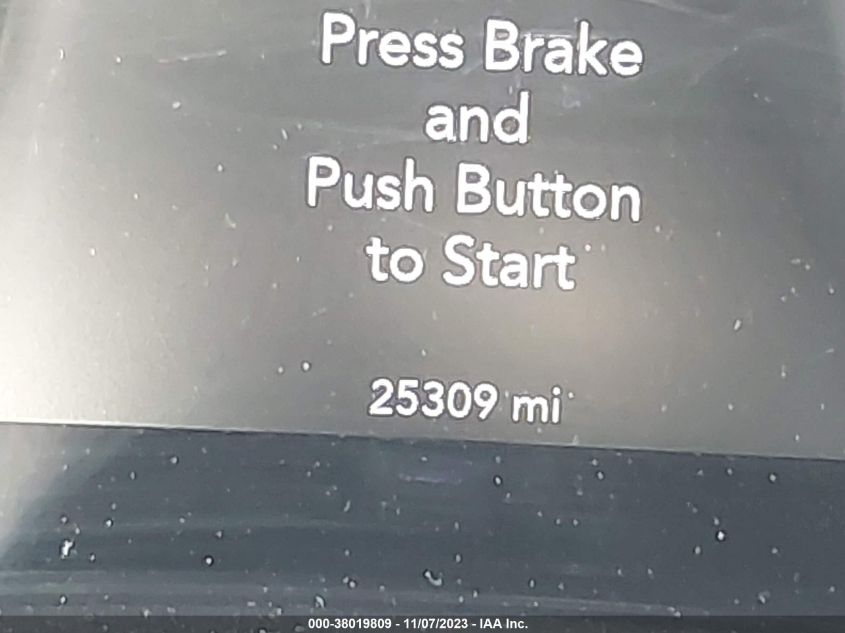 Press Brake
and
Push Button
to Start
25309 mi
000-38019809 - 11/07/2023 - IAA Inc.